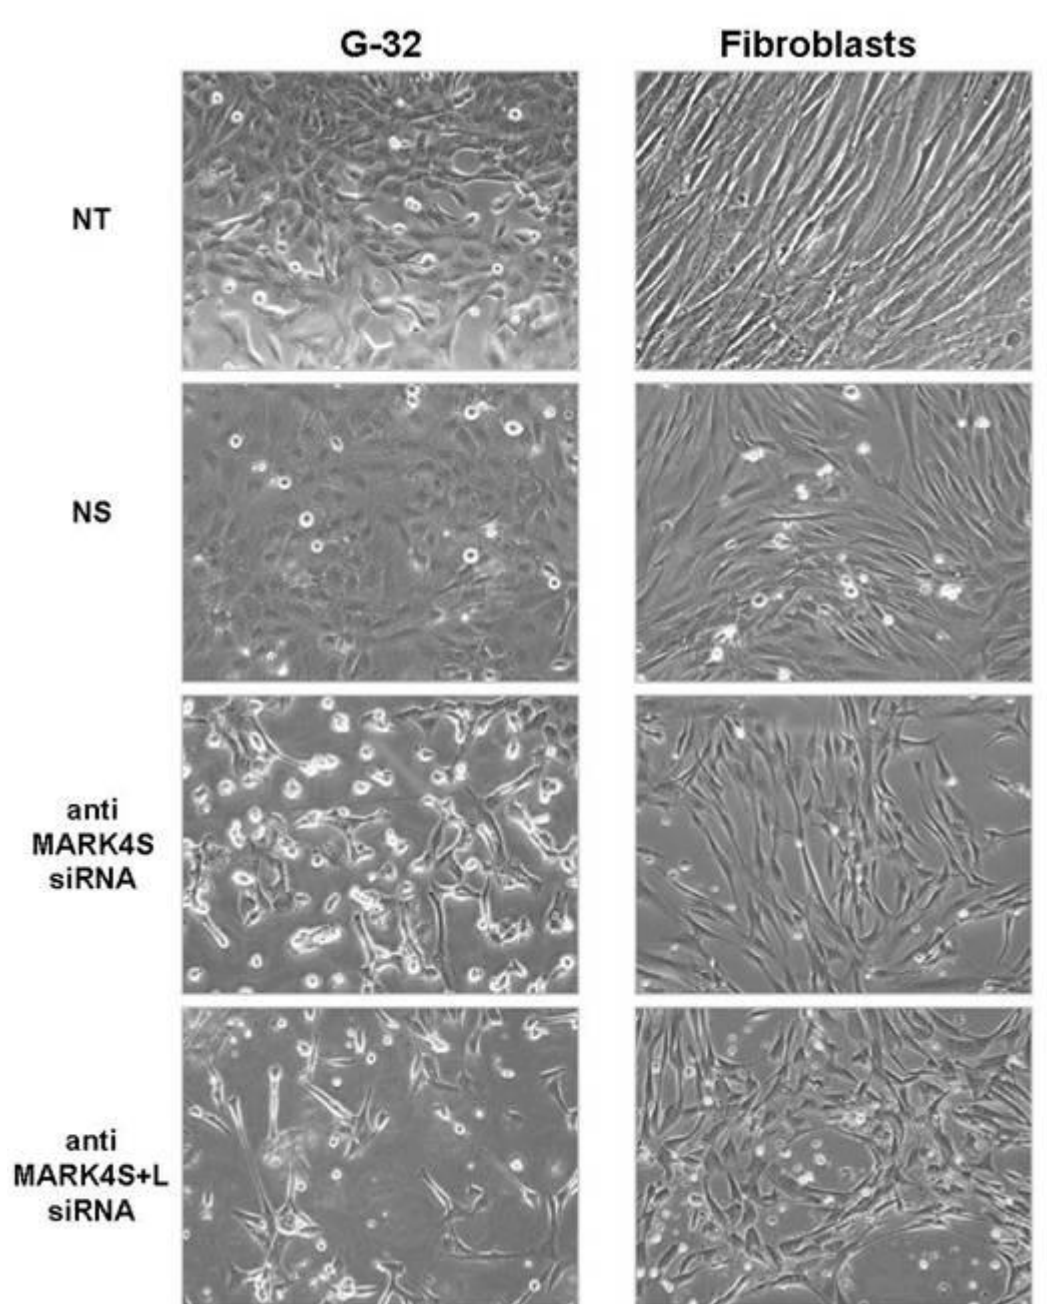 G-32 Fibroblasts
NT
NS
anti
MARK4S
siRNA
anti
MARK4S+L
siRNA